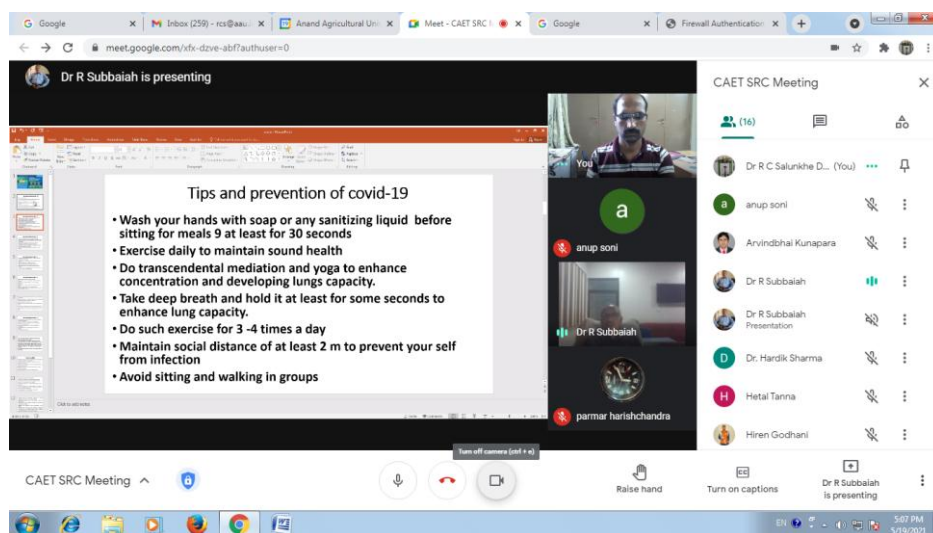 Google
Inbox (259) - rcs@aau.
Anand Agricultural Uni
Meet - CAET SRC
Google
Firewall Authentication
meet.google.com/xfx-dzve-abf?authuser=0
Dr R Subbaiah is presenting
Tips and prevention of covid-19
• Wash your hands with soap or any sanitizing liquid before
sitting for meals 9 at least for 30 seconds
• Exercise daily to maintain sound health
• Do transcendental mediation and yoga to enhance
concentration and developing lungs capacity.
• Take deep breath and hold it at least for some seconds to
enhance lung capacity.
• Do such exercise for 3 -4 times a day
• Maintain social distance of at least 2 m to prevent your self
from infection
• Avoid sitting and walking in groups
Click to add notes
You
a
anup soni
Dr R Subbaiah
parmar harishchandra
CAET SRC Meeting
(16)
Dr R C Salunkhe D... (You)
a
anup soni
Arvindbhai Kunapara
Dr R Subbaiah
Dr R Subbaiah
Presentation
D
Dr. Hardik Sharma
H
Hetal Tanna
Hiren Godhani
Turn off camera (ctrl + e)
CAET SRC Meeting
Raise hand
CC
Turn on captions
Dr R Subbaiah
is presenting
EN
5:07 PM
5/19/2021